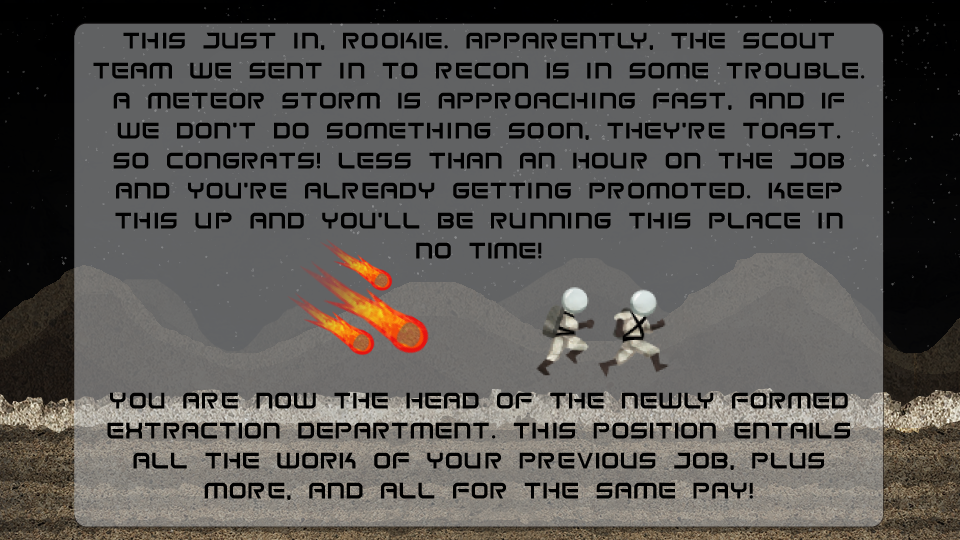 THIS JUST IN, ROOKIE. APPARENTLY, THE SCOUT
TEAM WE SENT IN TO RECON IS IN SOME TROUBLE.
A METEOR STORM IS APPROACHING FAST, AND IF
WE DON'T DO SOMETHING SOON, THEY'RE TOAST.
SO CONGRATS! LESS THAN AN HOUR ON THE JOB
AND YOU'RE ALREADY GETTING PROMOTED. KEEP
THIS UP AND YOU'LL BE RUNNING THIS PLACE IN
NO TIME!
YOU ARE NOW THE HEAD OF THE NEWLY FORMED
EXTRACTION DEPARTMENT. THIS POSITION ENTAILS
ALL THE WORK OF YOUR PREVIOUS JOB, PLUS
MORE, AND ALL FOR THE SAME PAY!